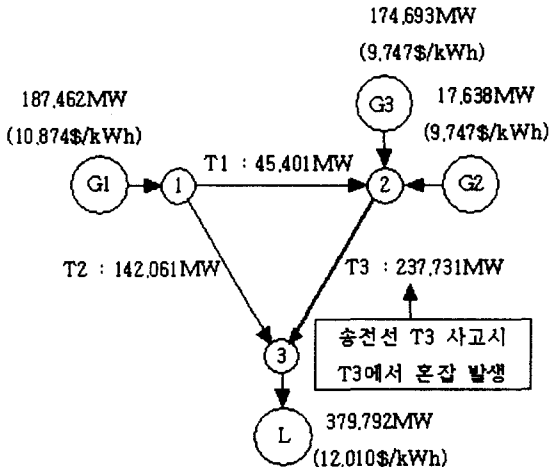 174,693MW
(9,747$/kWh)
G3
17,638MW
(9,747$/kWh)
187,462MW
(10,874$/kWh)
G1
1
T1 : 45,401MW
2
G2
T2 : 142,061MW
T3 : 237,731MW
송전선 T3 사고시
T3에서 혼잡 발생
3
L
379,792MW
(12,010$/kWh)